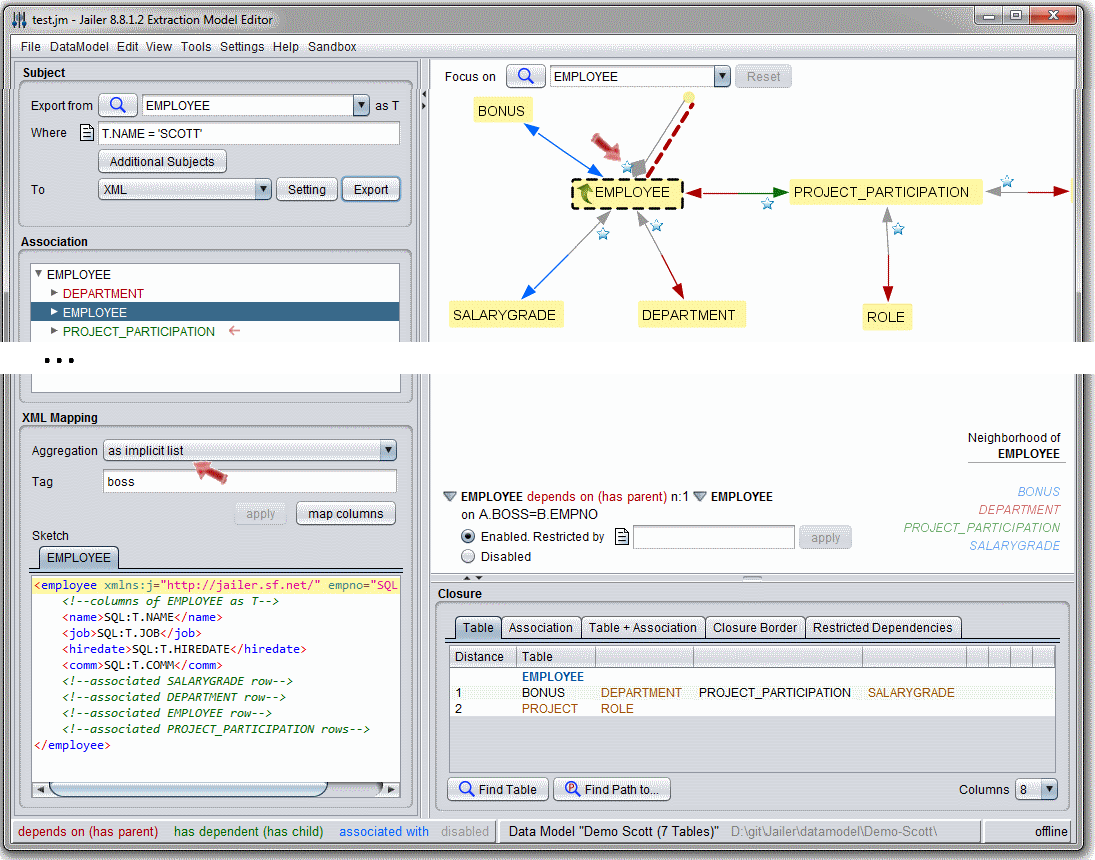 test.jm - Jailer 8.8.1.2 Extraction Model Editor
File DataModel Edit View Tools Settings Help Sandbox
Subject
Export from EMPLOYEE as T
Where T.NAME = 'SCOTT'
Additional Subjects
To XML Setting Export
Association
EMPLOYEE
DEPARTMENT
EMPLOYEE
PROJECT_PARTICIPATION
Focus on EMPLOYEE Reset
BONUS
EMPLOYEE
PROJECT_PARTICIPATION
SALARYGRADE
DEPARTMENT
ROLE
...
XML Mapping
Aggregation as implicit list
Tag boss
apply map columns
Sketch
EMPLOYEE
<employee xmlns:j="http://jailer.sf.net/" empno="SQL
<!--columns of EMPLOYEE as T-->
<name>SQL:T.NAME</name>
<job>SQL:T.JOB</job>
<hiredate>SQL:T.HIREDATE</hiredate>
<comm>SQL:T.COMM</comm>
<!--associated SALARYGRADE row-->
<!--associated DEPARTMENT row-->
<!--associated EMPLOYEE row-->
<!--associated PROJECT_PARTICIPATION rows-->
</employee>
Neighborhood of
EMPLOYEE
BONUS
DEPARTMENT
PROJECT_PARTICIPATION
SALARYGRADE
EMPLOYEE depends on (has parent) n:1 EMPLOYEE
on A.BOSS=B.EMPNO
Enabled. Restricted by apply
Disabled
Closure
Table Association Table + Association Closure Border Restricted Dependencies
Distance Table
EMPLOYEE
1 BONUS DEPARTMENT PROJECT_PARTICIPATION SALARYGRADE
2 PROJECT ROLE
Find Table Find Path to... Columns 8
depends on (has parent) has dependent (has child) associated with disabled Data Model "Demo Scott (7 Tables)" D:\git\Jailer\datamodel\Demo-Scott\ offline